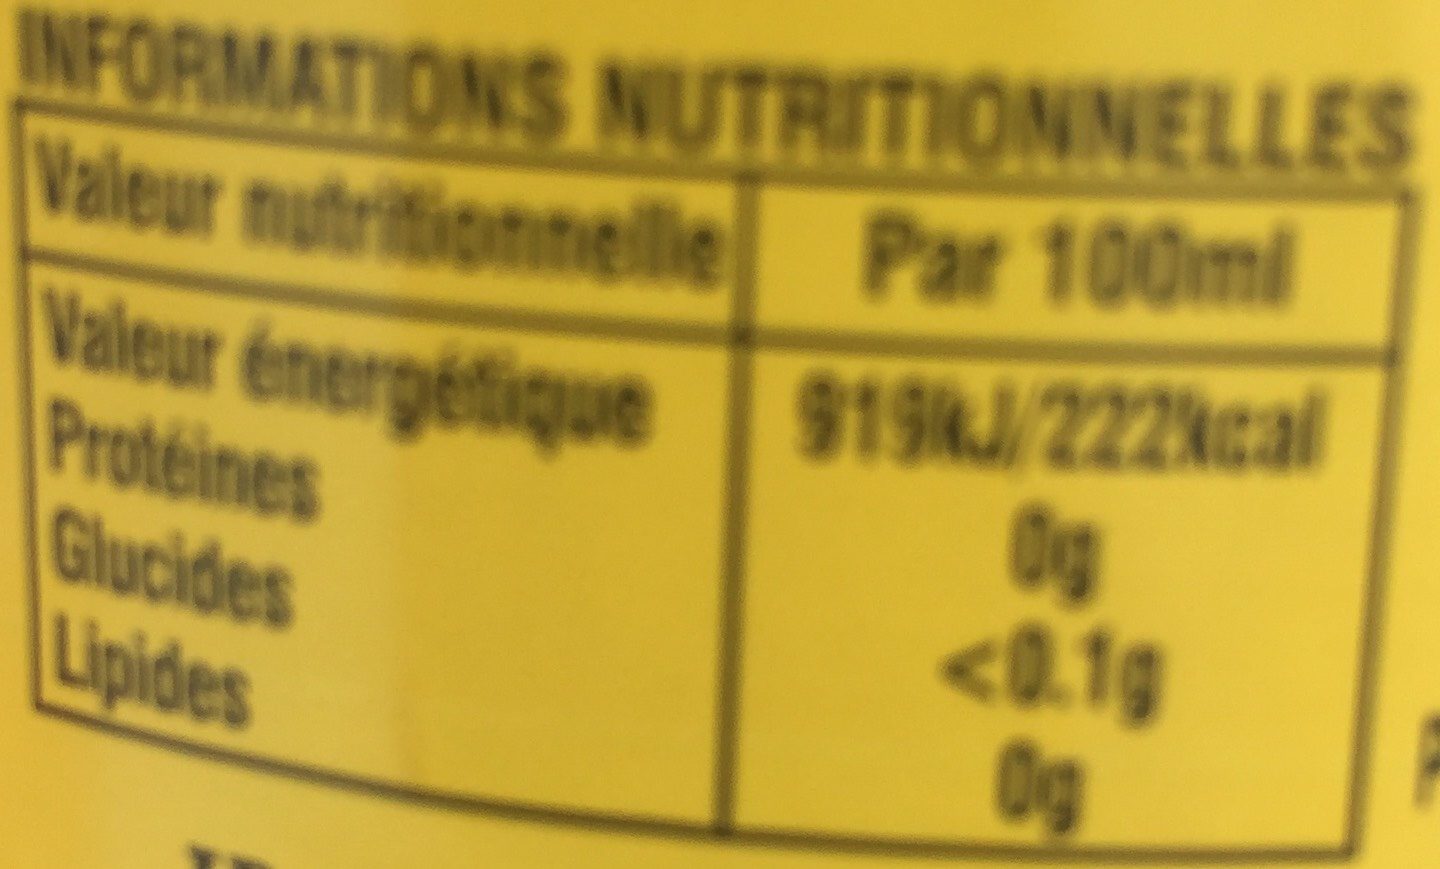 INFORMATIONS NUTRITIONNELLES
Valeur nutritionnelle Par 100ml
Valeur énergétique 919kJ/222kcal
Protéines 0g
Glucides <0.1g
Lipides 0g